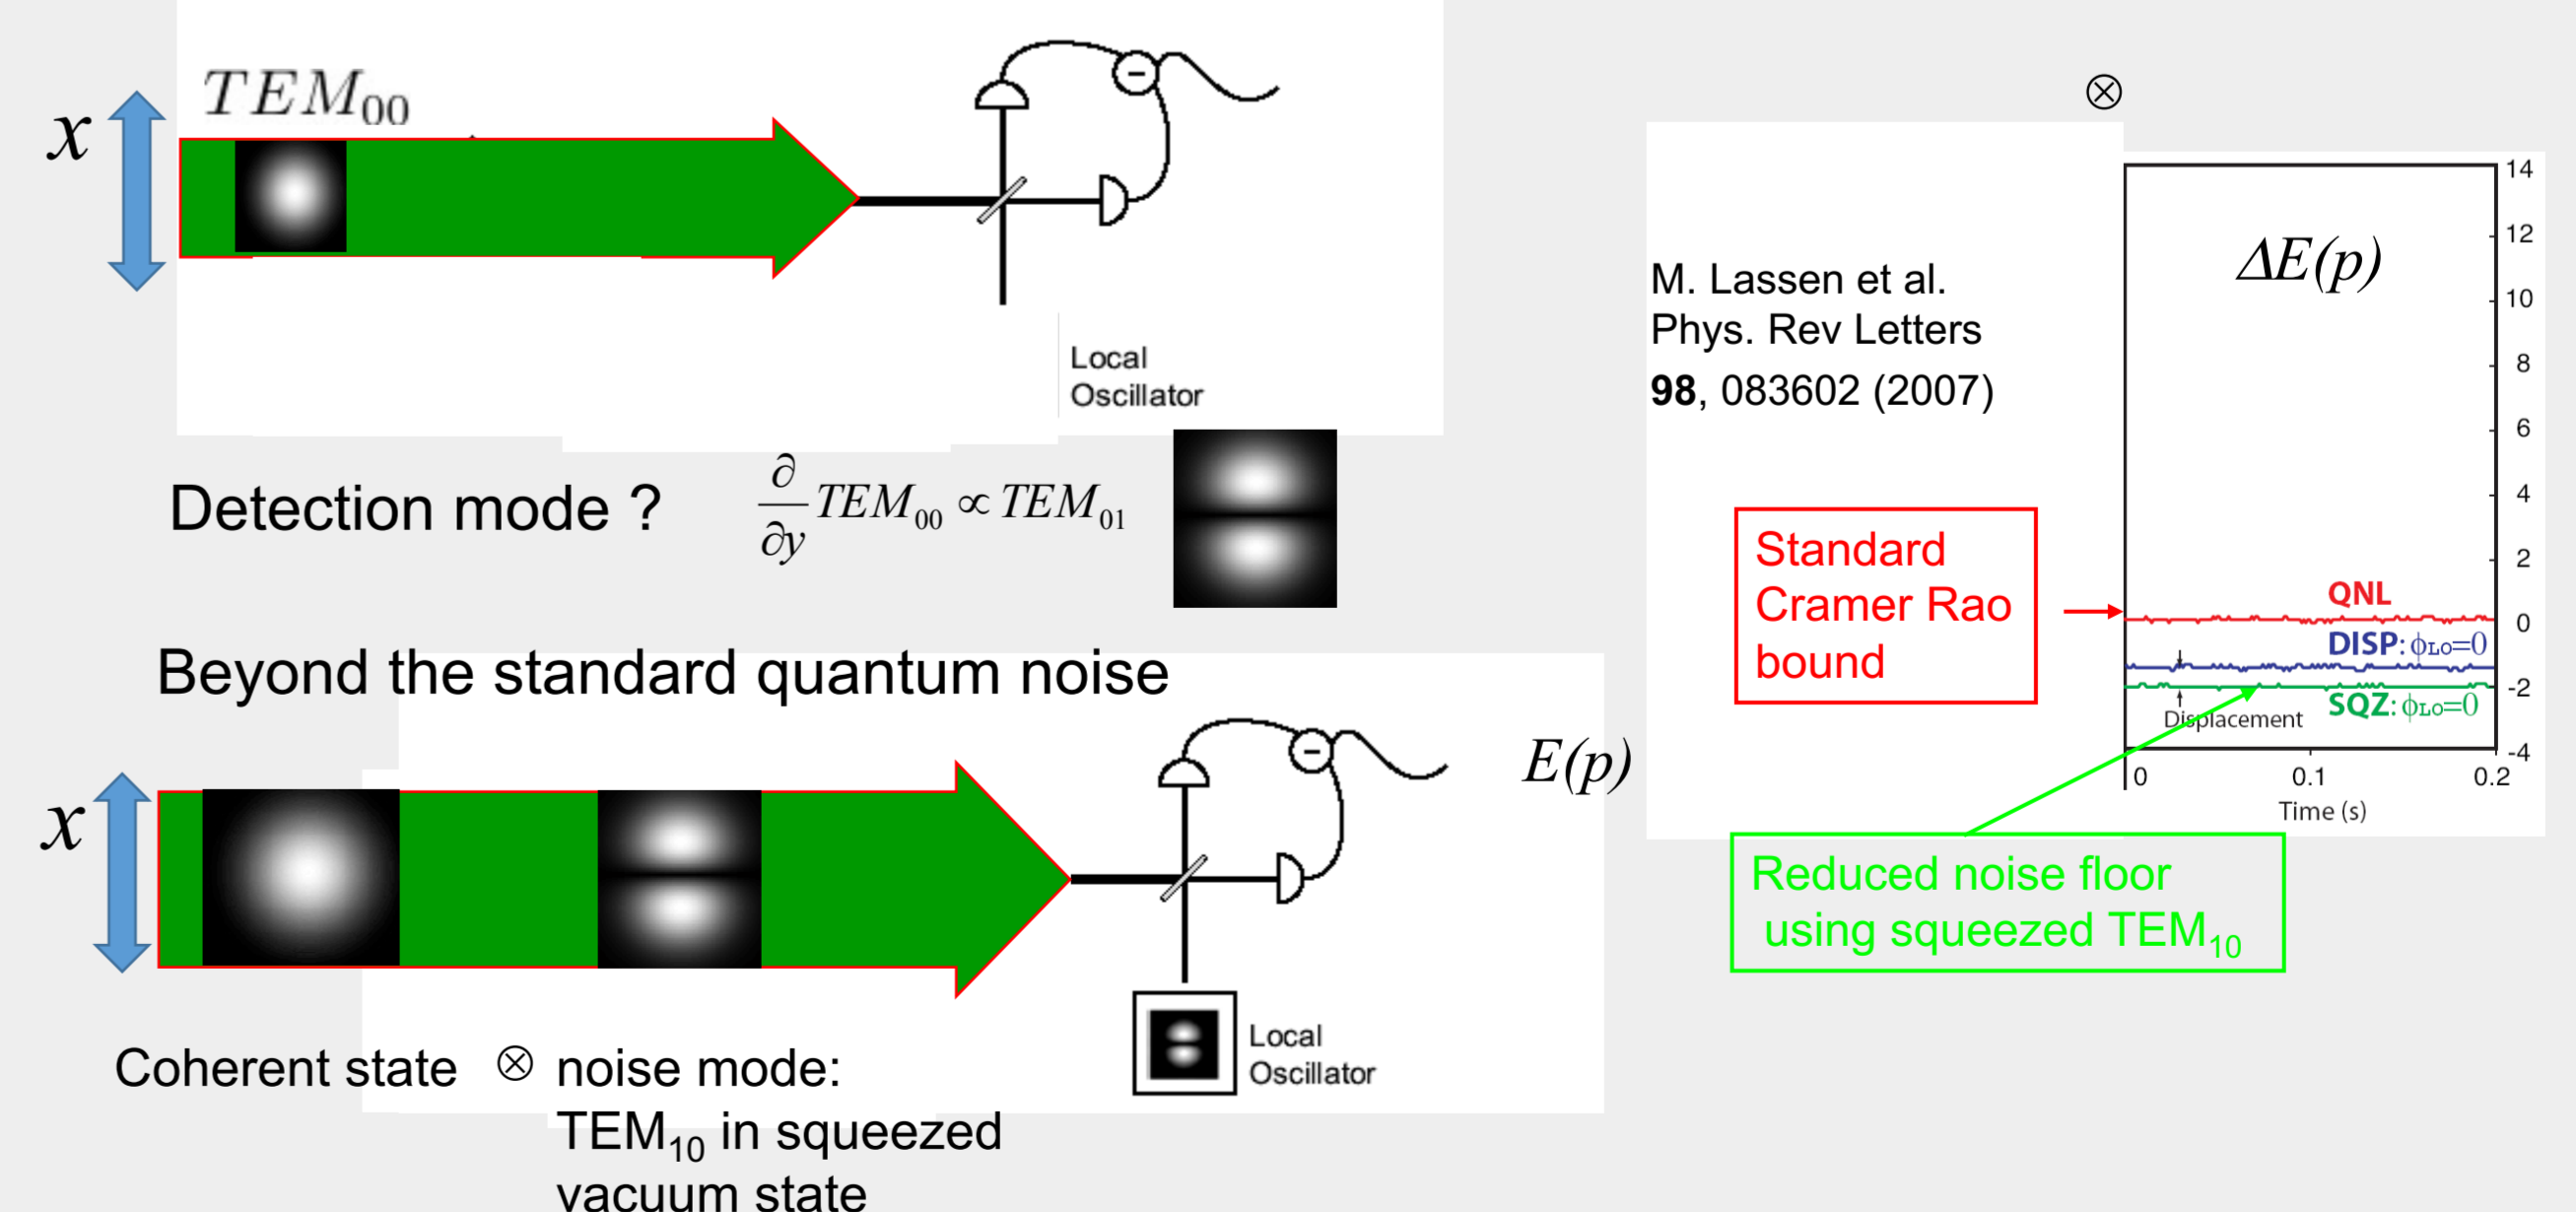 TEM₀₀
x
Local
Oscillator
Detection mode ?
∂/∂y TEM₀₀ ∝ TEM₀₁
Beyond the standard quantum noise
x
E(p)
Local
Oscillator
Coherent state ⊗ noise mode:
TEM₁₀ in squeezed
vacuum state
⊗
M. Lassen et al.
Phys. Rev Letters
98, 083602 (2007)
Standard
Cramer Rao
bound
ΔE(p)
14
12
10
8
6
4
2
0
-2
-4
QNL
DISP: ϕLO=0
SQZ: ϕLO=0
Displacement
0 0.1 0.2
Time (s)
Reduced noise floor
using squeezed TEM₁₀